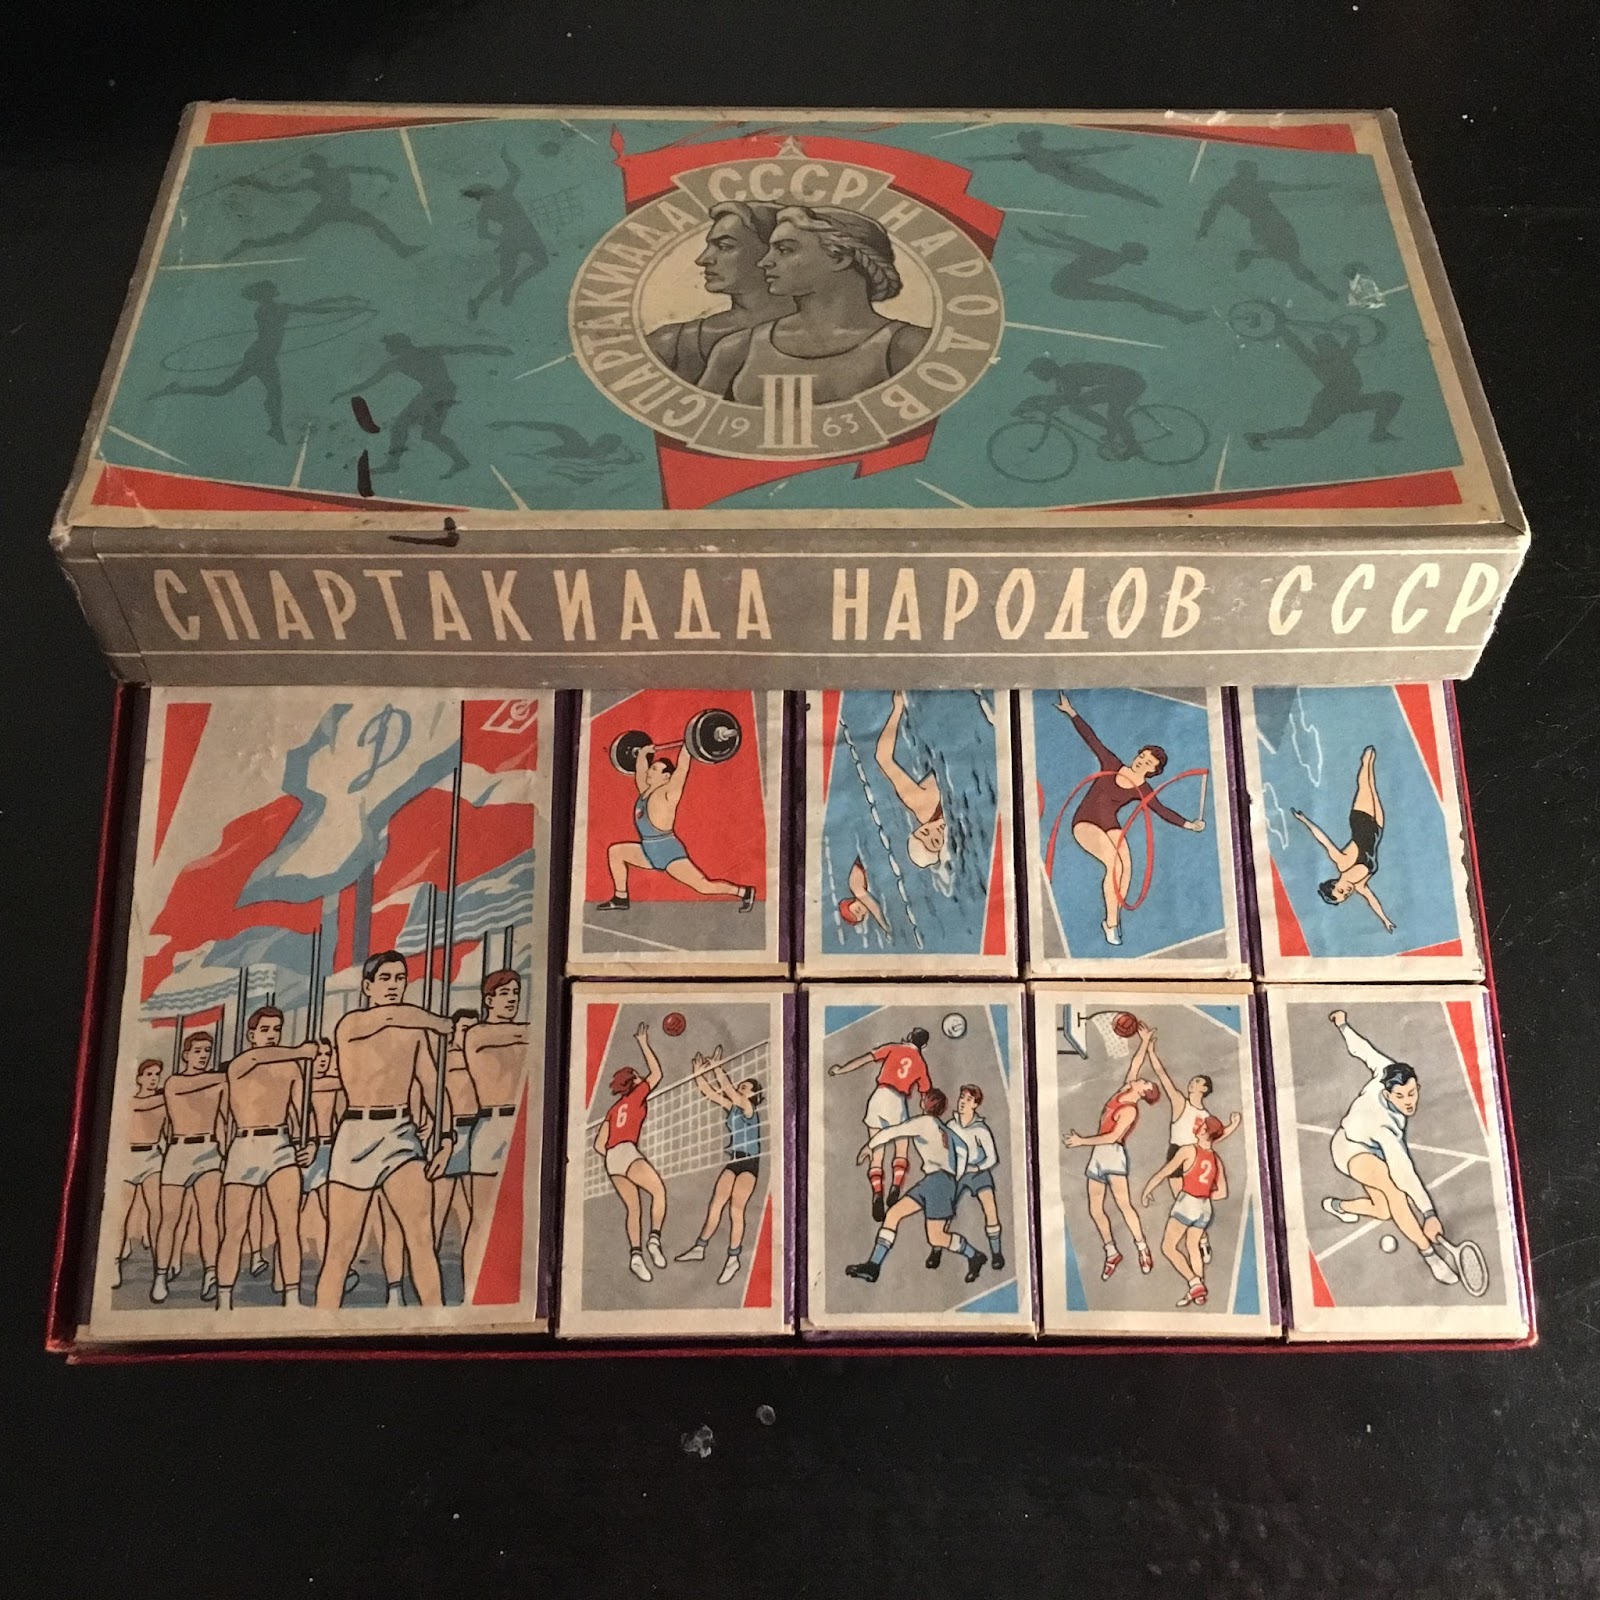 СПАРТАКИАДА
НАРОДОВ
СССР
19 III 63
СПАРТАКИАДА НАРОДОВ СССР
Д
С
3
6
2